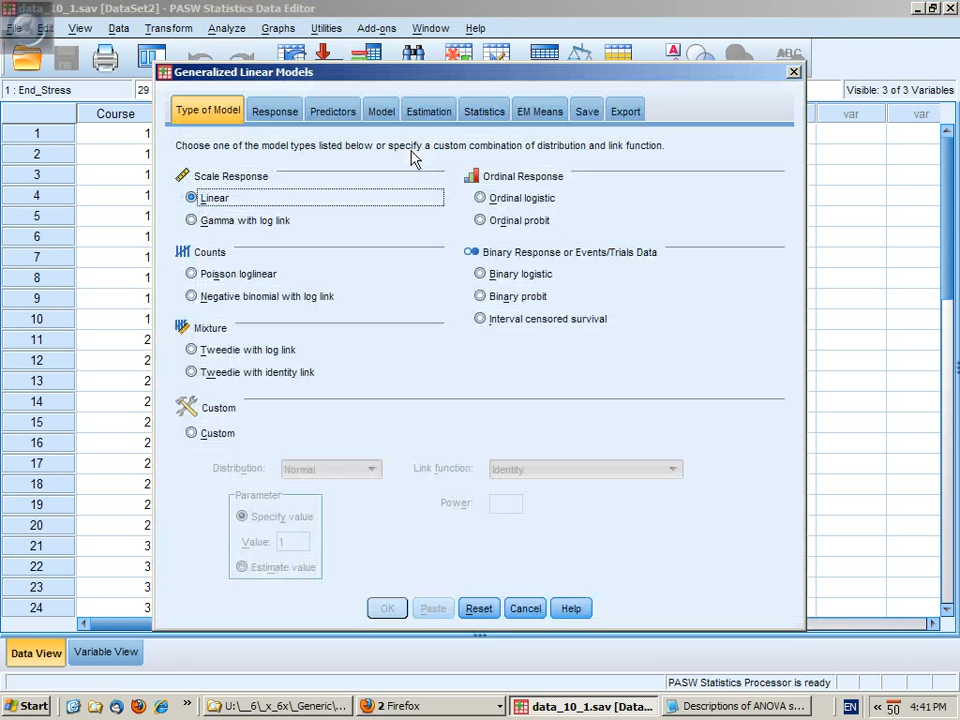 data_10_1.sav [DataSet2] - PASW Statistics Data Editor
File Edit View Data Transform Analyze Graphs Utilities Add-ons Window Help
1 : End_Stress 29 Visible: 3 of 3 Variables
Course var var
1 1
2 1
3 1
4 1
5 1
6 1
7 1
8 1
9 1
10 1
11 2
12 2
13 2
14 2
15 2
16 2
17 2
18 2
19 2
20 2
21 3
22 3
23 3
24 3
Generalized Linear Models
Type of Model Response Predictors Model Estimation Statistics EM Means Save Export
Choose one of the model types listed below or specify a custom combination of distribution and link function.
Scale Response
Linear
Gamma with log link
Ordinal Response
Ordinal logistic
Ordinal probit
Counts
Poisson loglinear
Negative binomial with log link
Binary Response or Events/Trials Data
Binary logistic
Binary probit
Interval censored survival
Mixture
Tweedie with log link
Tweedie with identity link
Custom
Custom
Distribution: Normal Link function: Identity
Parameter
Specify value
Value: 1
Estimate value
Power:
OK Paste Reset Cancel Help
Data View Variable View
PASW Statistics Processor is ready
Start » U:\__6\_x_6x\_Generic\... 2 Firefox data_10_1.sav [Data... Descriptions of ANOVA s... EN « 50 4:41 PM